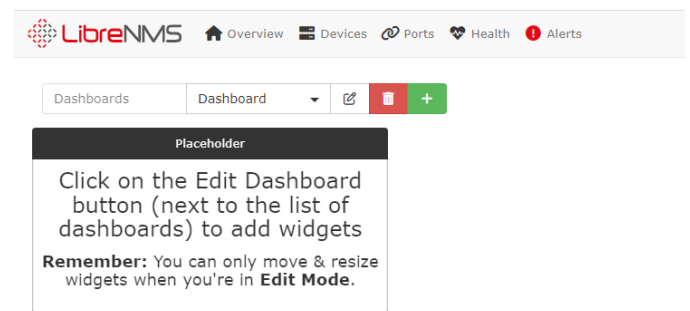 LibreNMS Overview Devices Ports Health Alerts
Dashboards Dashboard
Placeholder
Click on the Edit Dashboard
button (next to the list of
dashboards) to add widgets
Remember: You can only move & resize
widgets when you're in Edit Mode.